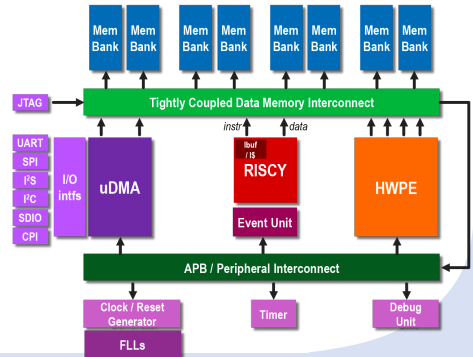 Mem Bank
Mem Bank
Mem Bank
Mem Bank
Mem Bank
Mem Bank
Mem Bank
Mem Bank
JTAG
Tightly Coupled Data Memory Interconnect
instr
data
UART
SPI
I²S
I²C
SDIO
CPI
I/O
intfs
uDMA
Ibuf
/ I$
RISCY
Event Unit
HWPE
APB / Peripheral Interconnect
Clock / Reset
Generator
FLLs
Timer
Debug
Unit